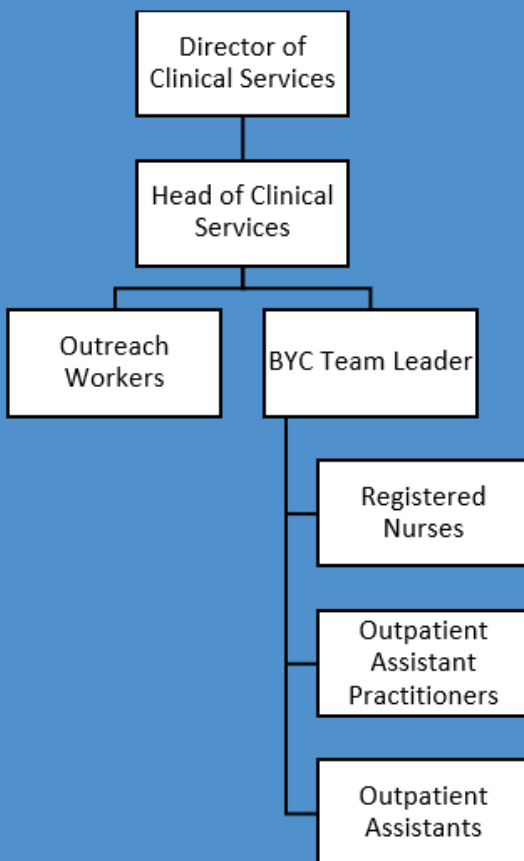 Director of
Clinical Services
Head of Clinical
Services
Outreach
Workers
BYC Team Leader
Registered
Nurses
Outpatient
Assistant
Practitioners
Outpatient
Assistants